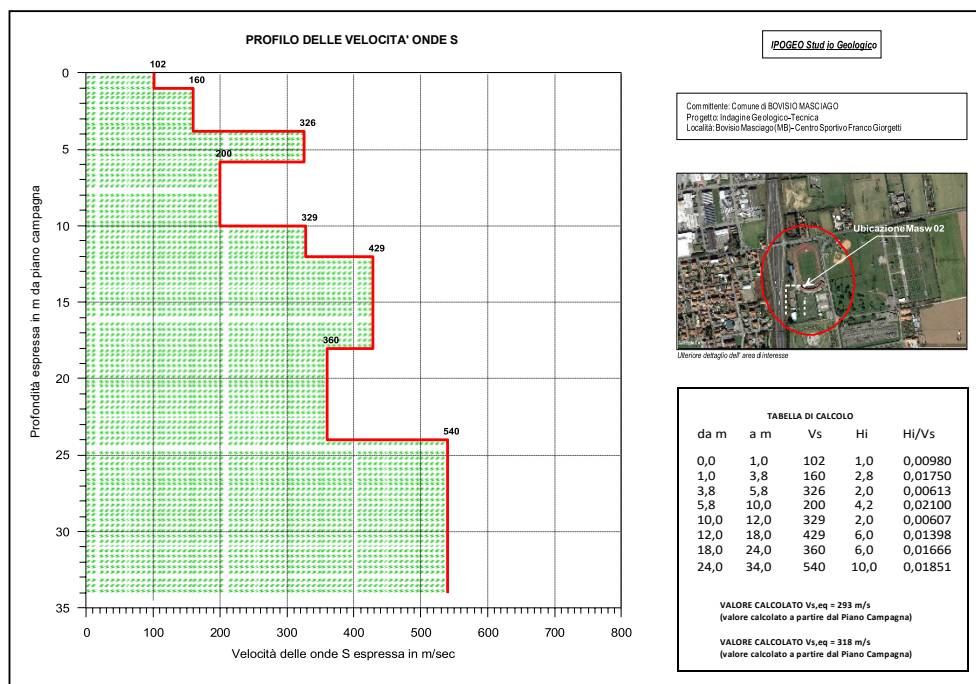 PROFILO DELLE VELOCITA' ONDE S
IPOGEO Stud io Geologico
Committente: Comune di BOVISIO MASCIAGO
Progetto: Indagine Geologico-Tecnica
Località: Bovisio Masciago (MB)-Centro Sportivo Franco Giorgetti
Profondità espressa in m da piano campagna
0
5
10
15
20
25
30
35
102
160
326
200
329
429
360
540
0 100 200 300 400 500 600 700 800
Velocità delle onde S espressa in m/sec
Ubicazione Masw 02
Ulteriore dettaglio dell' area di interesse
TABELLA DI CALCOLO
da m a m Vs Hi Hi/Vs
0,0 1,0 102 1,0 0,00980
1,0 3,8 160 2,8 0,01750
3,8 5,8 326 2,0 0,00613
5,8 10,0 200 4,2 0,02100
10,0 12,0 329 2,0 0,00607
12,0 18,0 429 6,0 0,01398
18,0 24,0 360 6,0 0,01666
24,0 34,0 540 10,0 0,01851
VALORE CALCOLATO Vs,eq = 293 m/s
(valore calcolato a partire dal Piano Campagna)
VALORE CALCOLATO Vs,eq = 318 m/s
(valore calcolato a partire dal Piano Campagna)